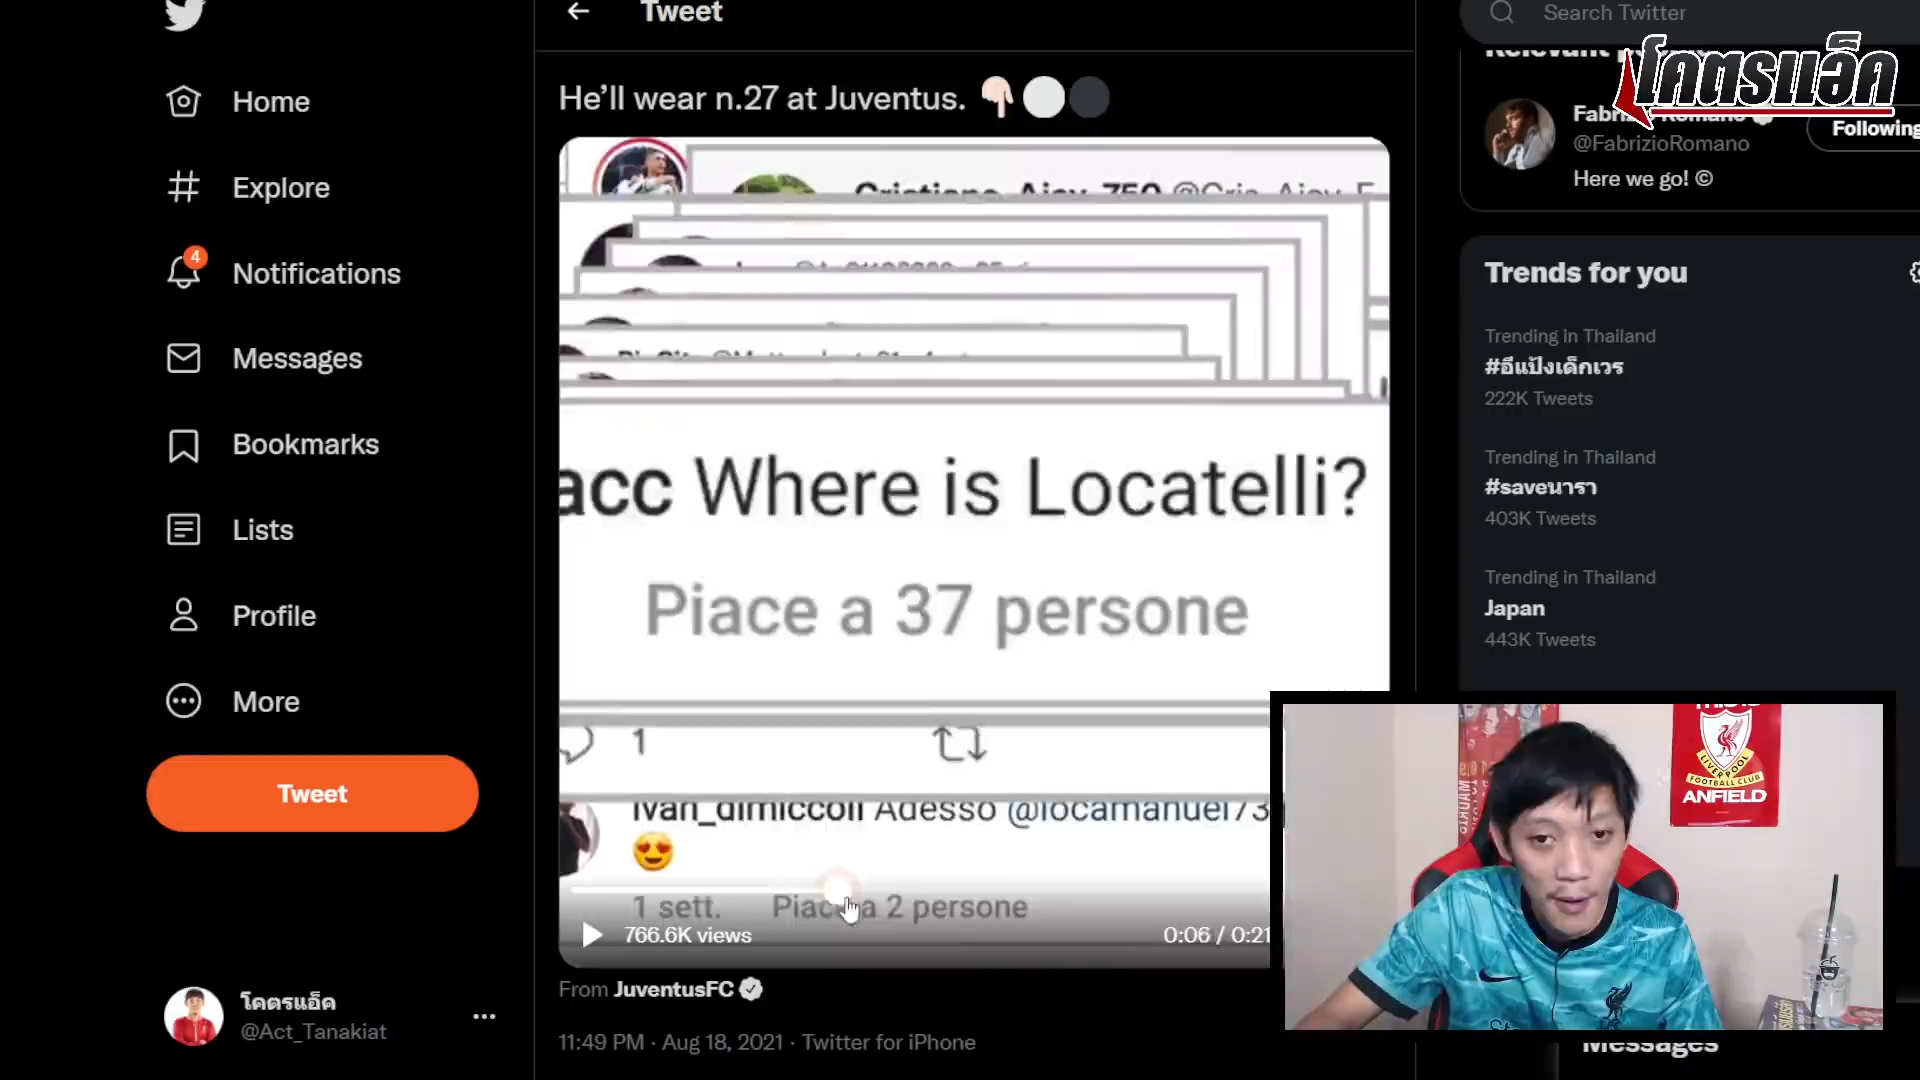 Home
Explore
4
Notifications
Messages
Bookmarks
Lists
Profile
More
Tweet
โคตรแอ็ค
@Act_Tanakiat
Tweet
He'll wear n.27 at Juventus. 👇🏻⚪️⚫️
Cristiano_Ajay_750
acc Where is Locatelli?
Piace a 37 persone
1
ivan_dimiccoli Adesso @locamanuel73
😍
1 sett. Piace a 2 persone
766.6K views
0:06 / 0:21
From JuventusFC
11:49 PM · Aug 18, 2021 · Twitter for iPhone
Search Twitter
โคตรแอ็ค
Fabrizio Romano
@FabrizioRomano
Following
Here we go! ©
Trends for you
Trending in Thailand
#อีแป้งเด็กเวร
222K Tweets
Trending in Thailand
#saveนารา
403K Tweets
Trending in Thailand
Japan
443K Tweets
LIVERPOOL
FOOTBALL CLUB
ANFIELD
Messages